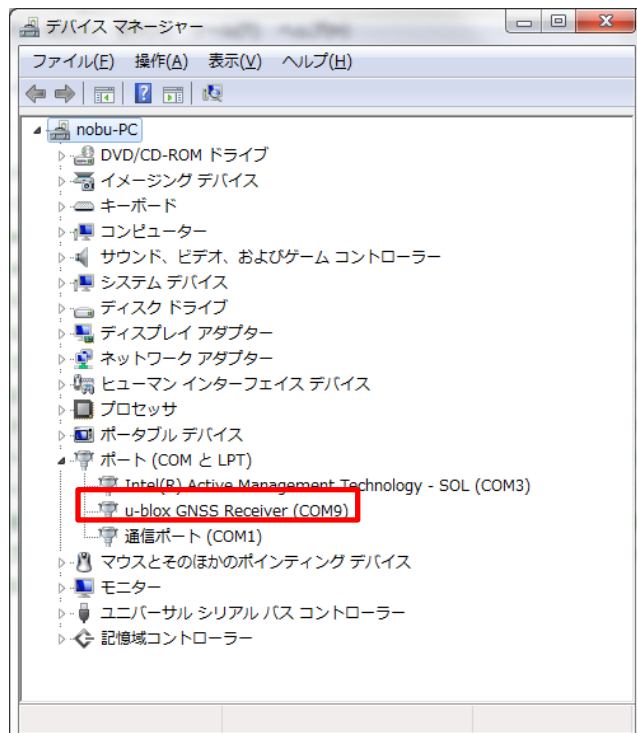 デバイス マネージャー
ファイル(F) 操作(A) 表示(V) ヘルプ(H)
nobu-PC
DVD/CD-ROM ドライブ
イメージング デバイス
キーボード
コンピューター
サウンド、ビデオ、およびゲーム コントローラー
システム デバイス
ディスク ドライブ
ディスプレイ アダプター
ネットワーク アダプター
ヒューマン インターフェイス デバイス
プロセッサ
ポータブル デバイス
ポート (COM と LPT)
Intel(R) Active Management Technology - SOL (COM3)
u-blox GNSS Receiver (COM9)
通信ポート (COM1)
マウスとそのほかのポインティング デバイス
モニター
ユニバーサル シリアル バス コントローラー
記憶域コントローラー